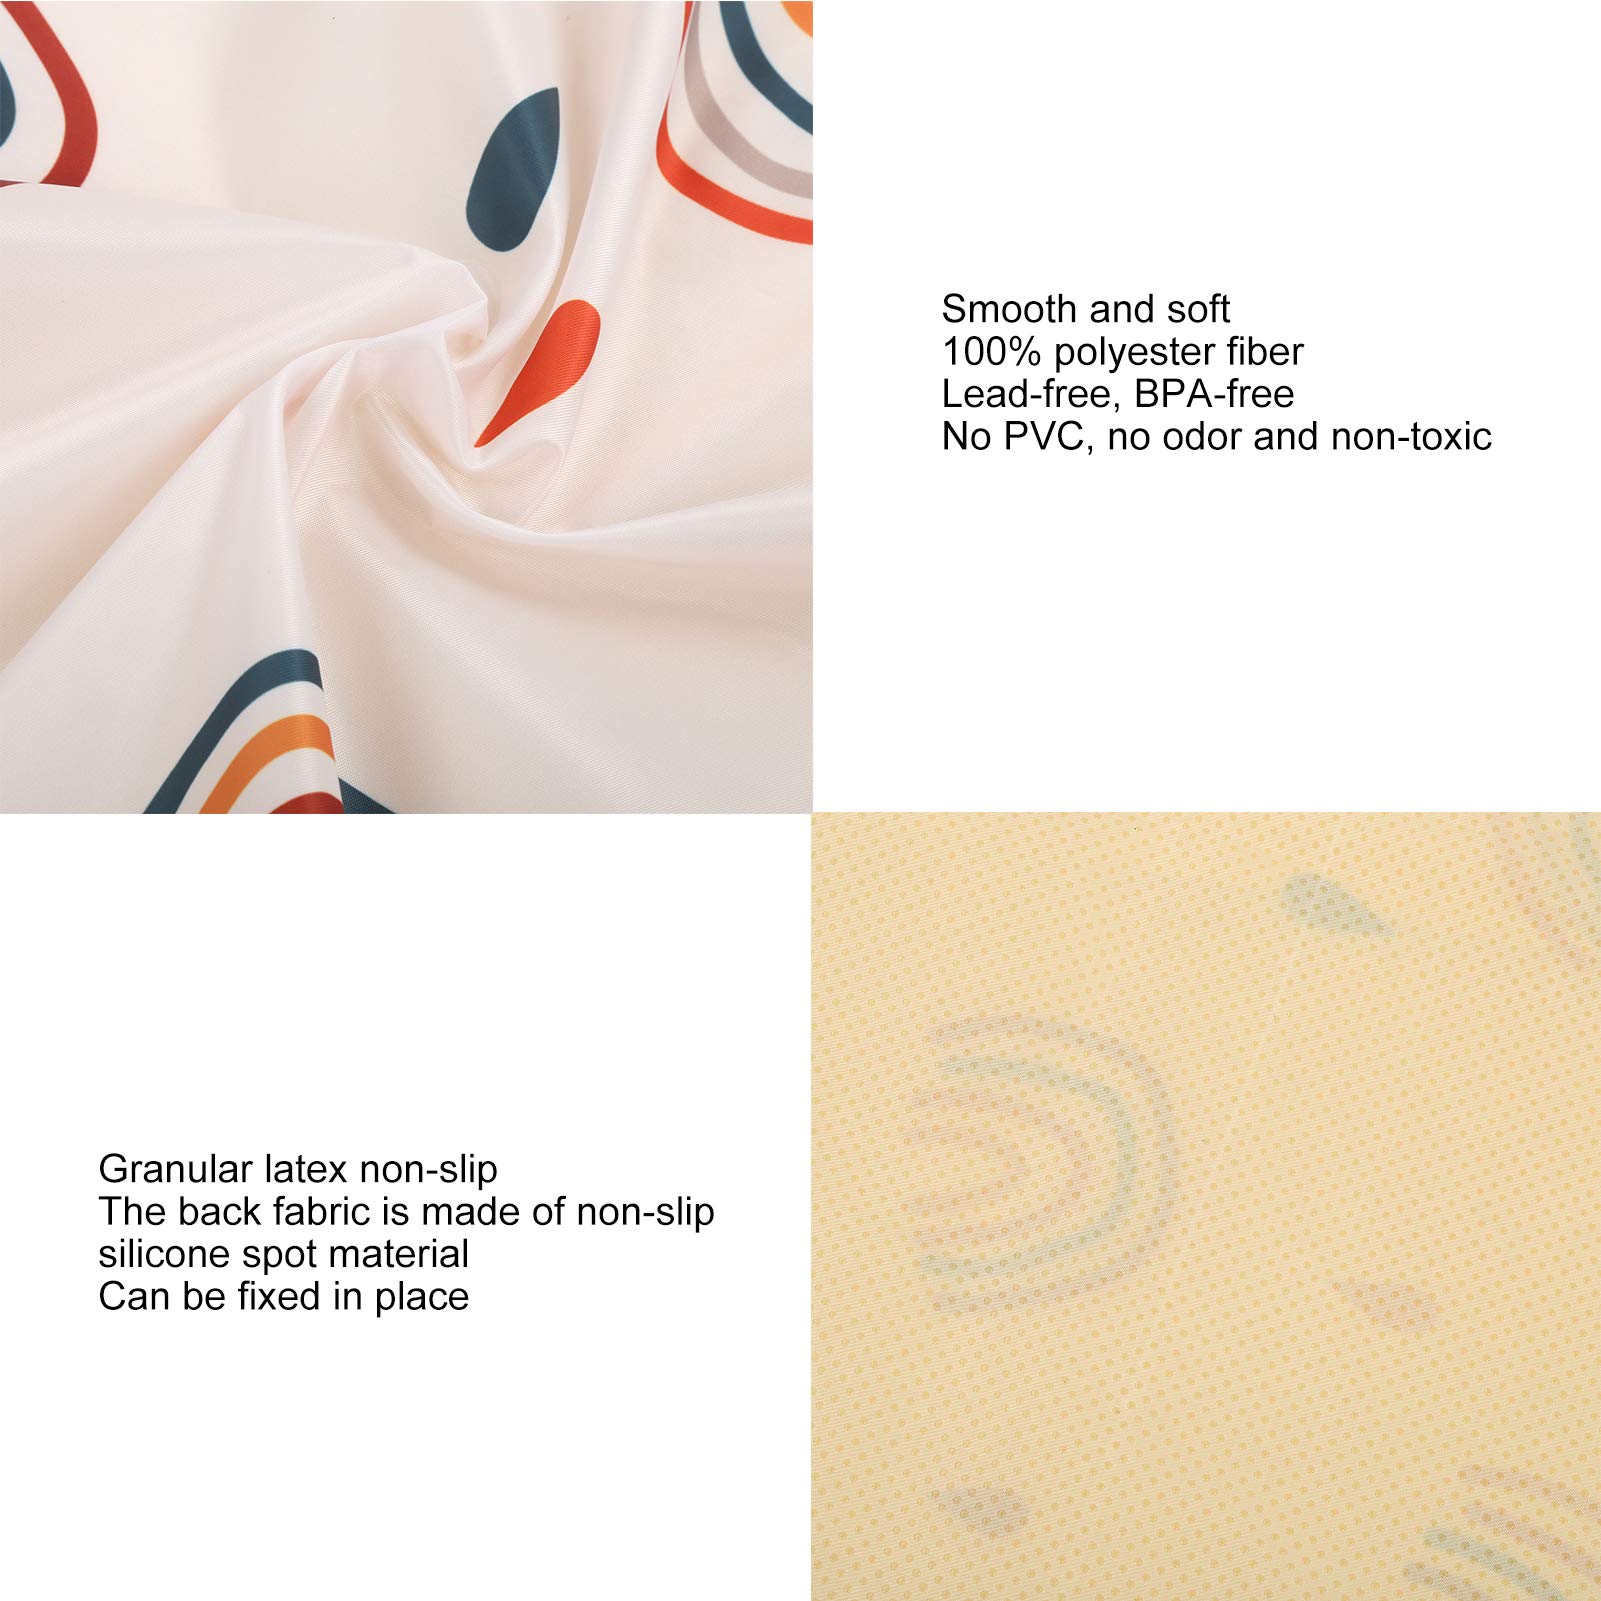 Smooth and soft
100% polyester fiber
Lead-free, BPA-free
No PVC, no odor and non-toxic
Granular latex non-slip
The back fabric is made of non-slip
silicone spot material
Can be fixed in place